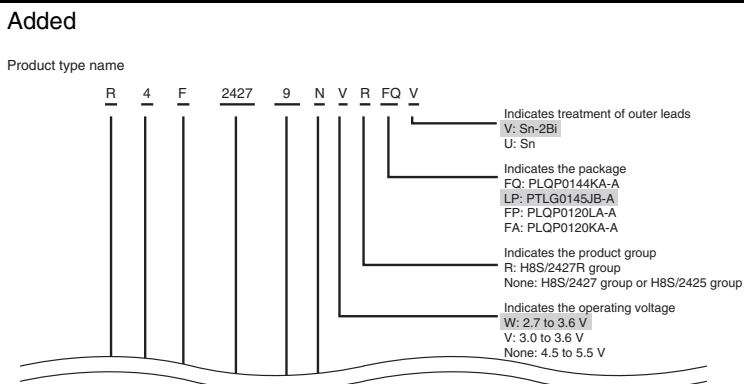 Added
Product type name
R 4 F 2427 9 N V R FQ V
Indicates treatment of outer leads
V: Sn-2Bi
U: Sn
Indicates the package
FQ: PLQP0144KA-A
LP: PTLG0145JB-A
FP: PLQP0120LA-A
FA: PLQP0120KA-A
Indicates the product group
R: H8S/2427R group
None: H8S/2427 group or H8S/2425 group
Indicates the operating voltage
W: 2.7 to 3.6 V
V: 3.0 to 3.6 V
None: 4.5 to 5.5 V